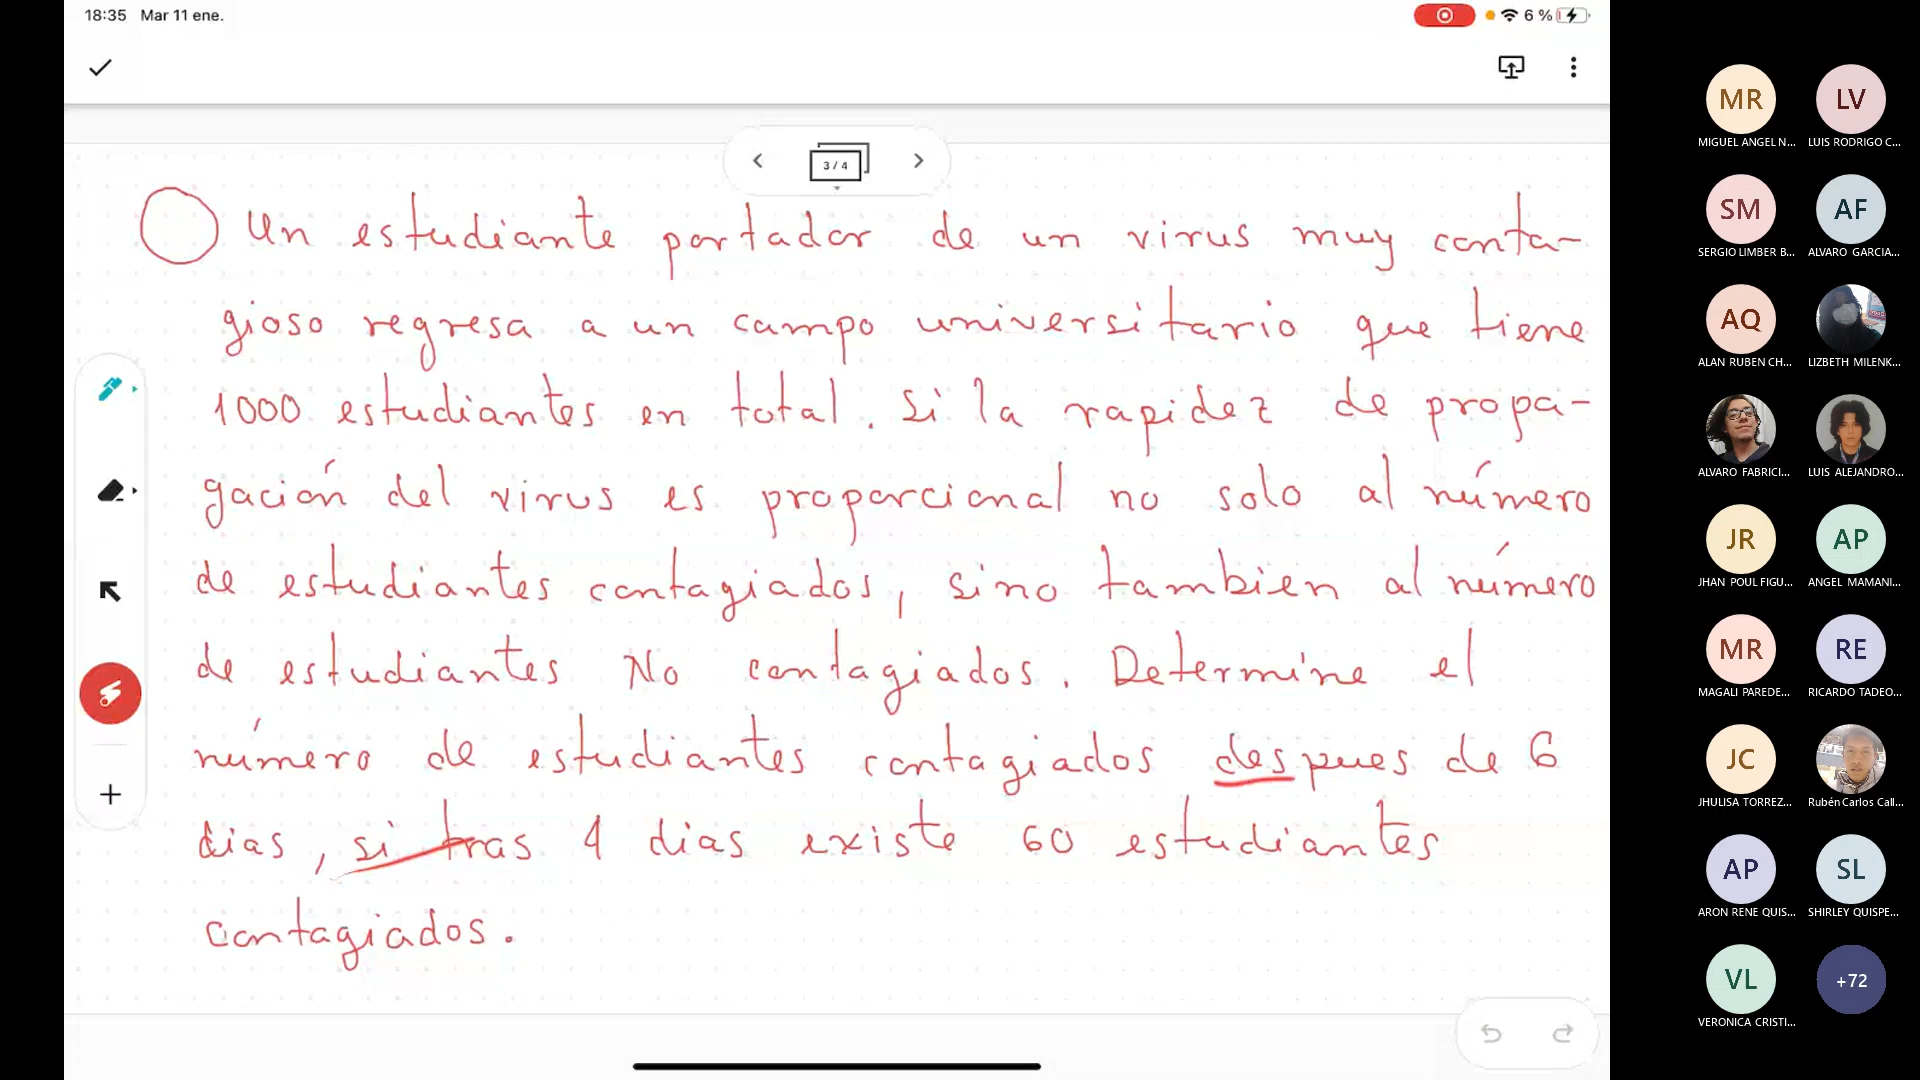 18:35 Mar 11 ene.
6 %
3 / 4
Un estudiante portador de un virus muy conta-
gioso regresa a un campo universitario que tiene
1000 estudiantes en total. Si la rapidez de propa-
gación del virus es proporcional no solo al número
de estudiantes contagiados, sino tambien al número
de estudiantes No contagiados. Determine el
número de estudiantes contagiados despues de 6
dias, si tras 4 dias existe 60 estudiantes
contagiados.
MR LV
MIGUEL ANGEL N... LUIS RODRIGO C...
SM AF
SERGIO LIMBER B... ALVARO GARCIA...
AQ
ALAN RUBEN CH... LIZBETH MILENK...
ALVARO FABRICI... LUIS ALEJANDRO...
JR AP
JHAN POUL FIGU... ANGEL MAMANI...
MR RE
MAGALI PAREDE... RICARDO TADEO...
JC
JHULISA TORREZ... Rubén Carlos Call...
AP SL
ARON RENE QUIS... SHIRLEY QUISPE...
VL +72
VERONICA CRISTI...